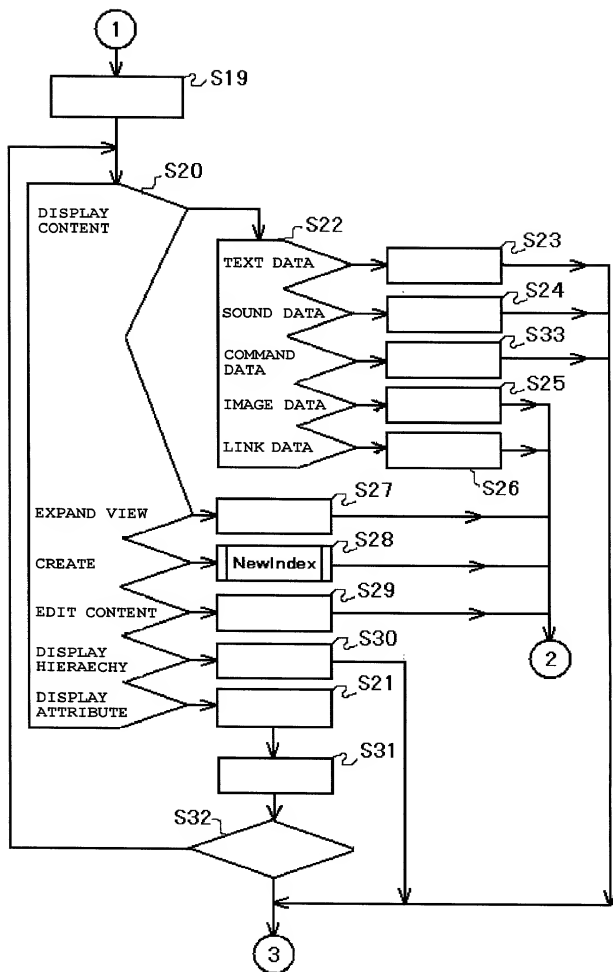 1
S19
S20
DISPLAY
CONTENT
S22
TEXT DATA
S23
SOUND DATA
S24
COMMAND
DATA
S33
IMAGE DATA
S25
LINK DATA
S26
EXPAND VIEW
S27
CREATE
NewIndex
S28
EDIT CONTENT
S29
DISPLAY
HIERAECHY
S30
2
DISPLAY
ATTRIBUTE
S21
S31
S32
3